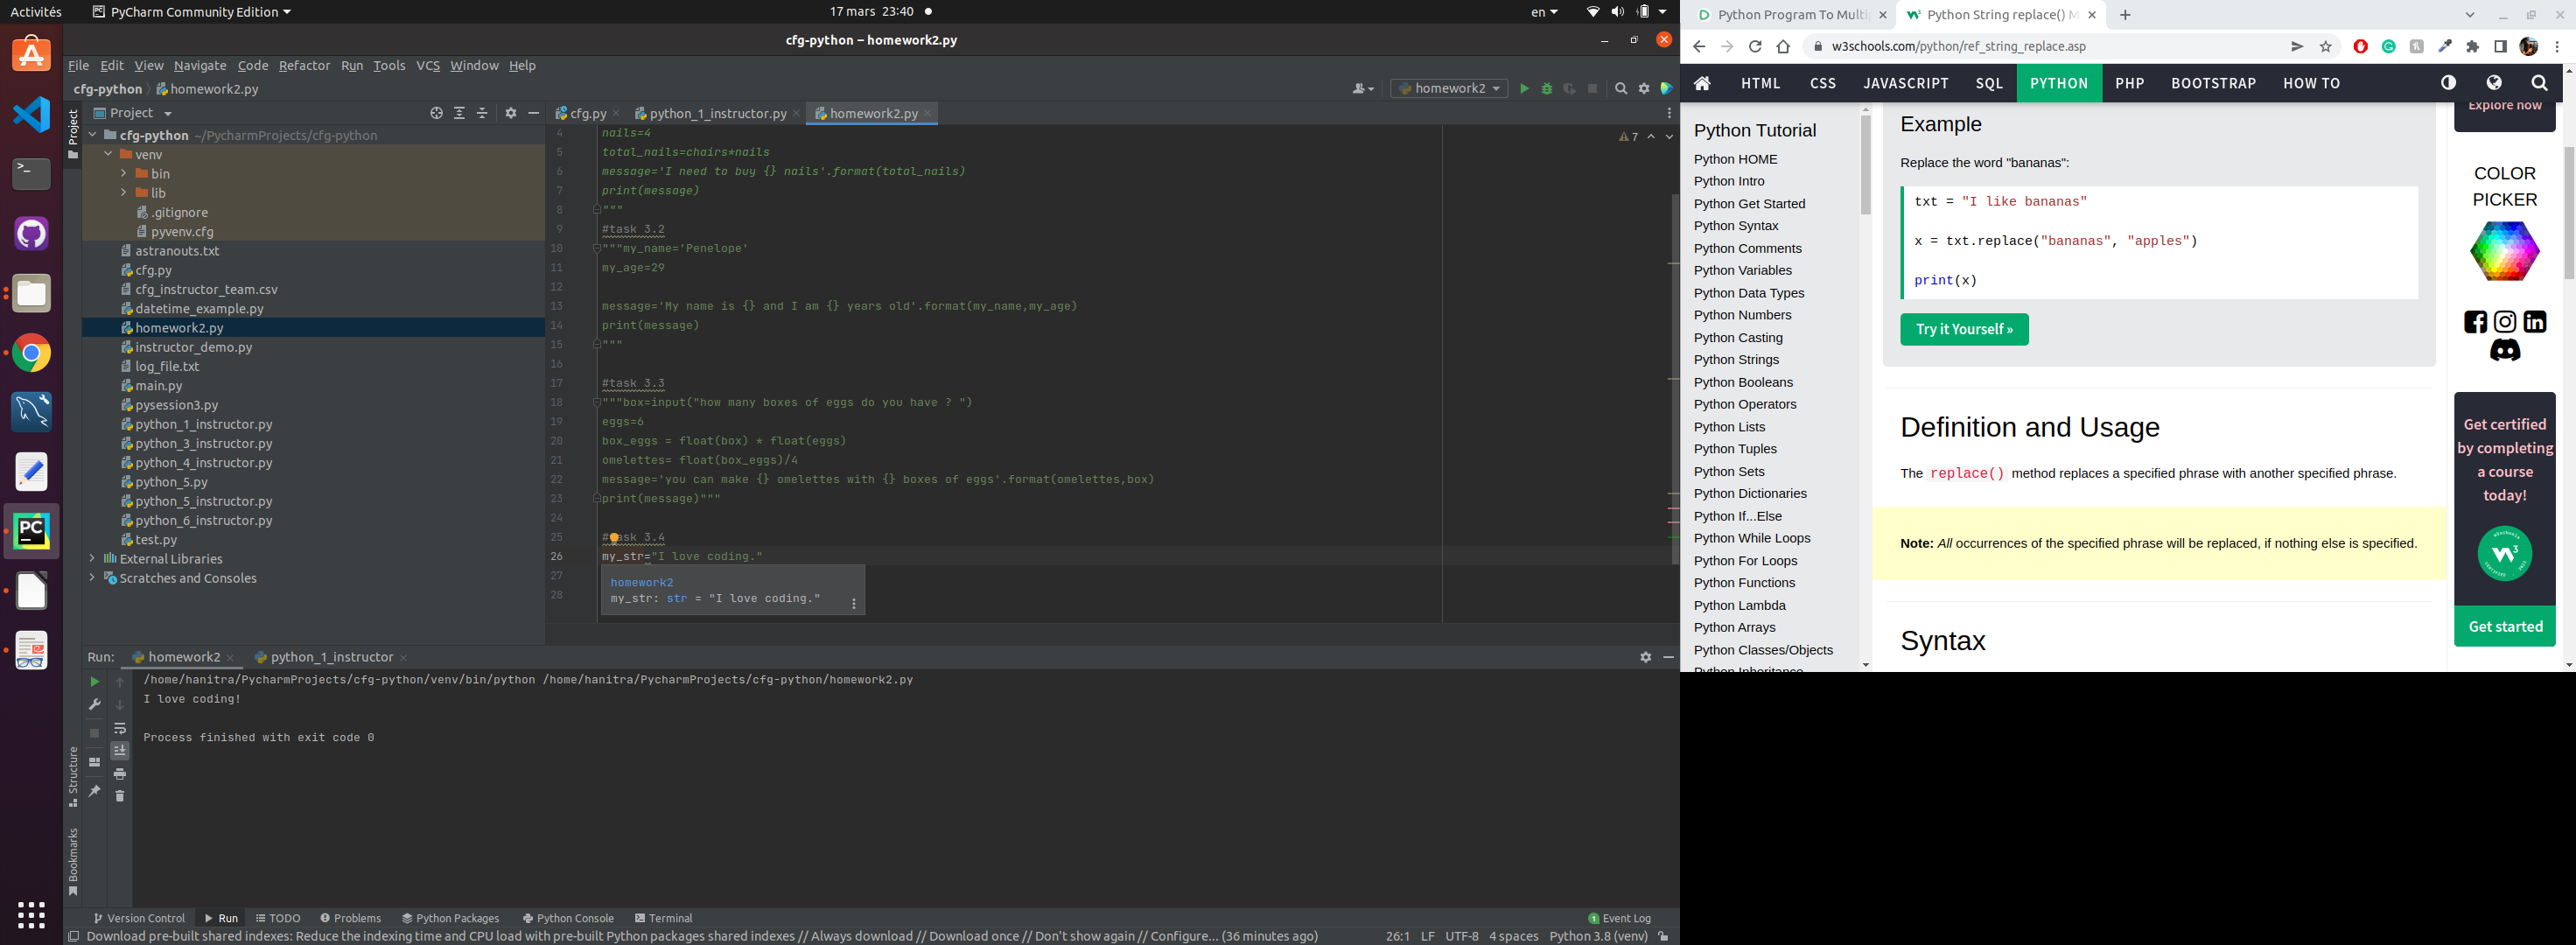 Activités
PyCharm Community Edition
17 mars 23:40
en
cfg-python – homework2.py
File Edit View Navigate Code Refactor Run Tools VCS Window Help
cfg-python
homework2.py
homework2
Project
Project
cfg-python ~/PycharmProjects/cfg-python
venv
bin
lib
.gitignore
pyvenv.cfg
astranouts.txt
cfg.py
cfg_instructor_team.csv
datetime_example.py
homework2.py
instructor_demo.py
log_file.txt
main.py
pysession3.py
python_1_instructor.py
python_3_instructor.py
python_4_instructor.py
python_5.py
python_5_instructor.py
python_6_instructor.py
test.py
External Libraries
Scratches and Consoles
cfg.py
python_1_instructor.py
homework2.py
7
4 nails=4
5 total_nails=chairs*nails
6 message='I need to buy {} nails'.format(total_nails)
7 print(message)
8 """
9 #task 3.2
10 """my_name='Penelope'
11 my_age=29
12
13 message='My name is {} and I am {} years old'.format(my_name,my_age)
14 print(message)
15 """
16
17 #task 3.3
18 """box=input("how many boxes of eggs do you have ? ")
19 eggs=6
20 box_eggs = float(box) * float(eggs)
21 omelettes= float(box_eggs)/4
22 message='you can make {} omelettes with {} boxes of eggs'.format(omelettes,box)
23 print(message)"""
24
25 #task 3.4
26 my_str="I love coding."
27
28
homework2
my_str: str = "I love coding."
Run:
homework2
python_1_instructor
/home/hanitra/PycharmProjects/cfg-python/venv/bin/python /home/hanitra/PycharmProjects/cfg-python/homework2.py
I love coding!
Process finished with exit code 0
Structure
Bookmarks
Version Control
Run
TODO
Problems
Python Packages
Python Console
Terminal
1 Event Log
Download pre-built shared indexes: Reduce the indexing time and CPU load with pre-built Python packages shared indexes // Always download // Download once // Don't show again // Configure... (36 minutes ago)
26:1 LF UTF-8 4 spaces Python 3.8 (venv)
Python Program To Multip
Python String replace() M
w3schools.com/python/ref_string_replace.asp
HTML CSS JAVASCRIPT SQL PYTHON PHP BOOTSTRAP HOW TO
Python Tutorial
Python HOME
Python Intro
Python Get Started
Python Syntax
Python Comments
Python Variables
Python Data Types
Python Numbers
Python Casting
Python Strings
Python Booleans
Python Operators
Python Lists
Python Tuples
Python Sets
Python Dictionaries
Python If...Else
Python While Loops
Python For Loops
Python Functions
Python Lambda
Python Arrays
Python Classes/Objects
Python Inheritance
Example
Replace the word "bananas":
txt = "I like bananas"
x = txt.replace("bananas", "apples")
print(x)
Try it Yourself »
Definition and Usage
The replace() method replaces a specified phrase with another specified phrase.
Note: All occurrences of the specified phrase will be replaced, if nothing else is specified.
Syntax
Explore now
COLOR
PICKER
Get certified
by completing
a course
today!
Get started